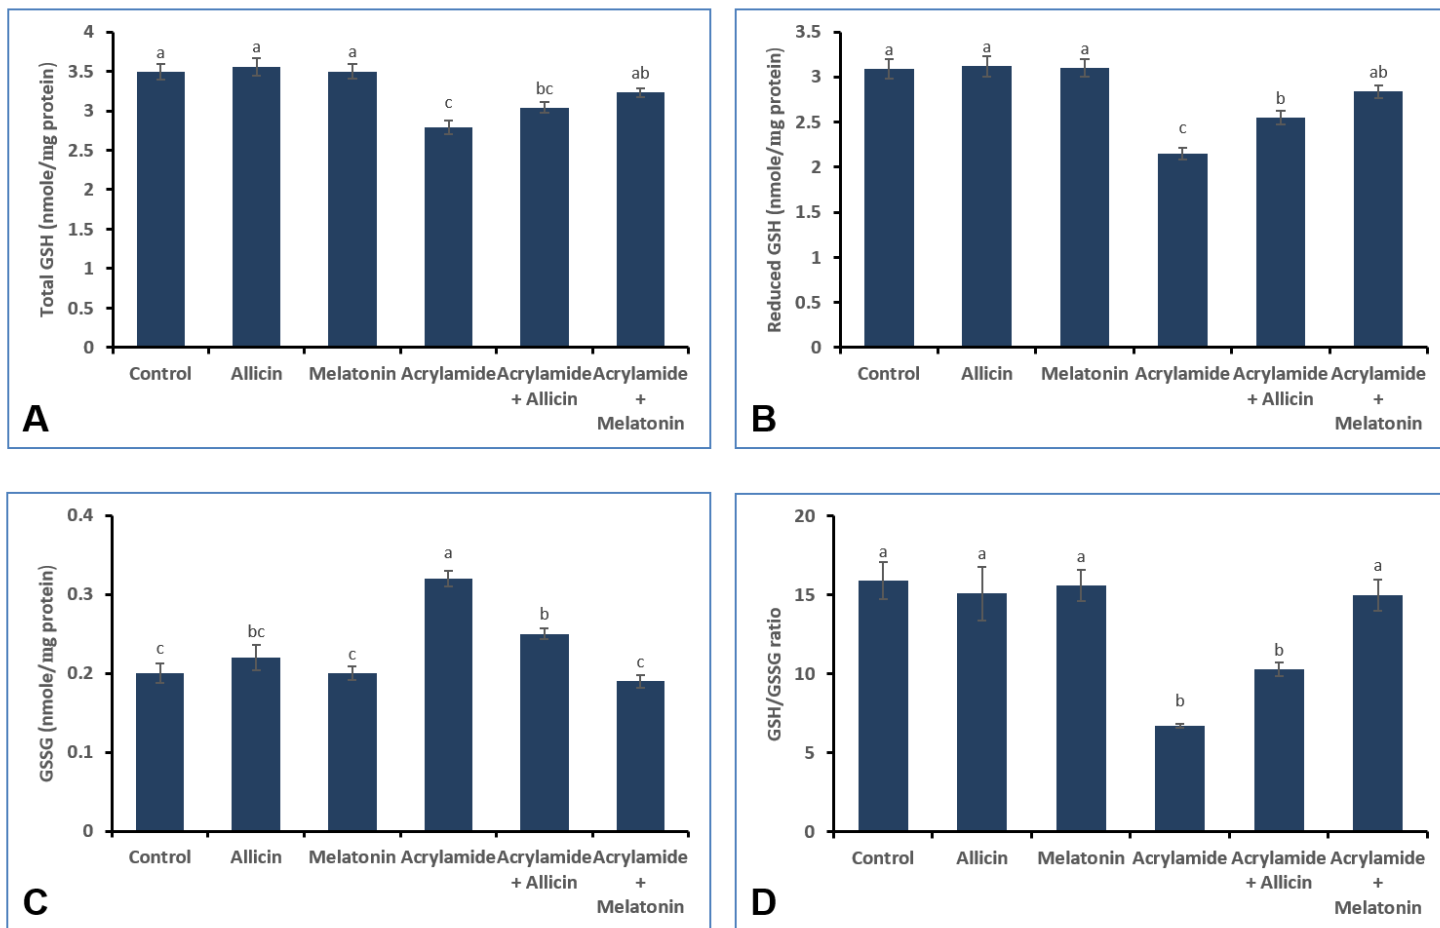 Total GSH (nmole/mg protein)
4
3.5
3
2.5
2
1.5
1
0.5
0
a
a
a
c
bc
ab
Control
Allicin
Melatonin
Acrylamide
Acrylamide
+ Allicin
Acrylamide
+
Melatonin
A
Reduced GSH (nmole/mg protein)
3.5
3
2.5
2
1.5
1
0.5
0
a
a
a
c
b
ab
Control
Allicin
Melatonin
Acrylamide
Acrylamide
+ Allicin
Acrylamide
+
Melatonin
B
GSSG (nmole/mg protein)
0.4
0.3
0.2
0.1
0
c
bc
c
a
b
c
Control
Allicin
Melatonin
Acrylamide
Acrylamide
+ Allicin
Acrylamide
+
Melatonin
C
GSH/GSSG ratio
20
15
10
5
0
a
a
a
b
b
a
Control
Allicin
Melatonin
Acrylamide
Acrylamide
+ Allicin
Acrylamide
+
Melatonin
D